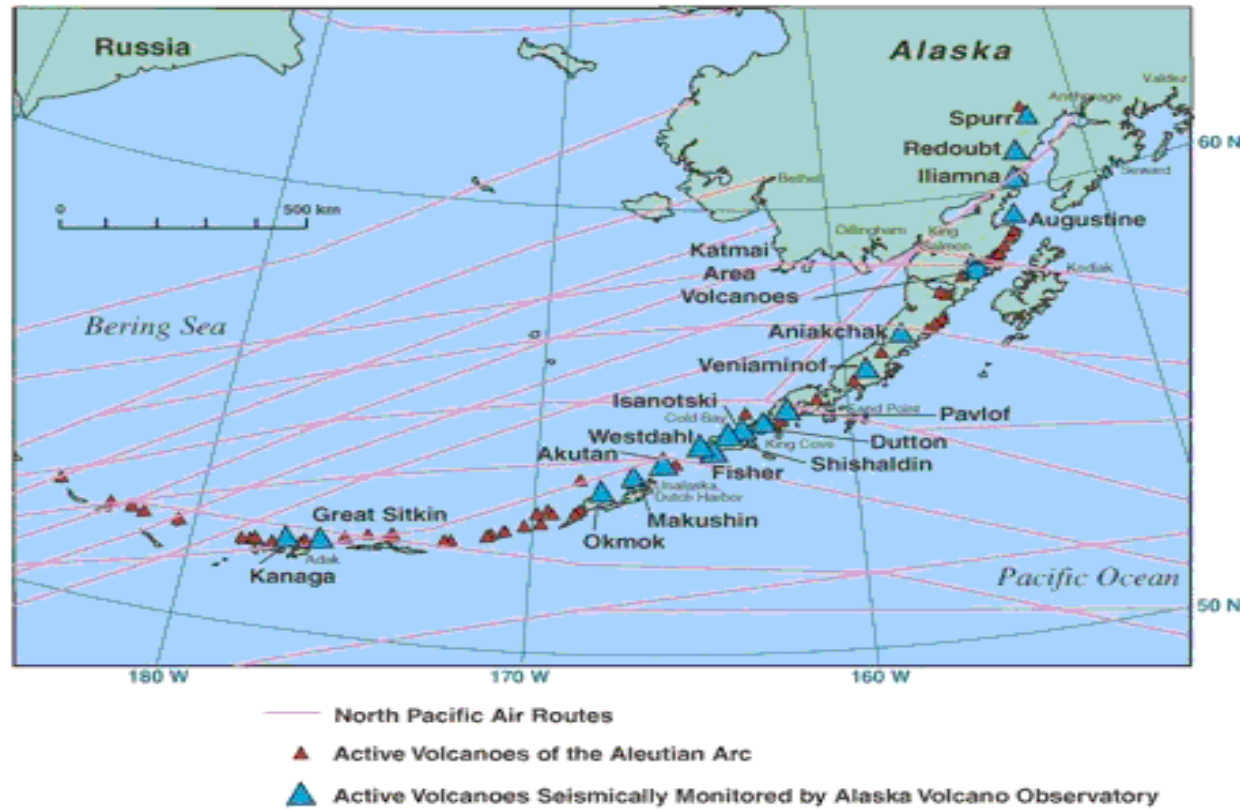 Russia
Alaska
Valdez
Anchorage
Spurr
60 N
Redoubt
Iliamna
Seward
Bethel
0
500 km
Augustine
Dillingham
King
Salmon
Katmai
Area
Volcanoes
Kodiak
Bering Sea
Aniakchak
Veniaminof
Isanotski
Cold Bay
Sand Point
Pavlof
Westdahl
King Cove
Dutton
Akutan
Shishaldin
Fisher
Unalaska
Dutch Harbor
Great Sitkin
Makushin
Okmok
Adak
Kanaga
Pacific Ocean
50 N
180 W
170 W
160 W
North Pacific Air Routes
Active Volcanoes of the Aleutian Arc
Active Volcanoes Seismically Monitored by Alaska Volcano Observatory